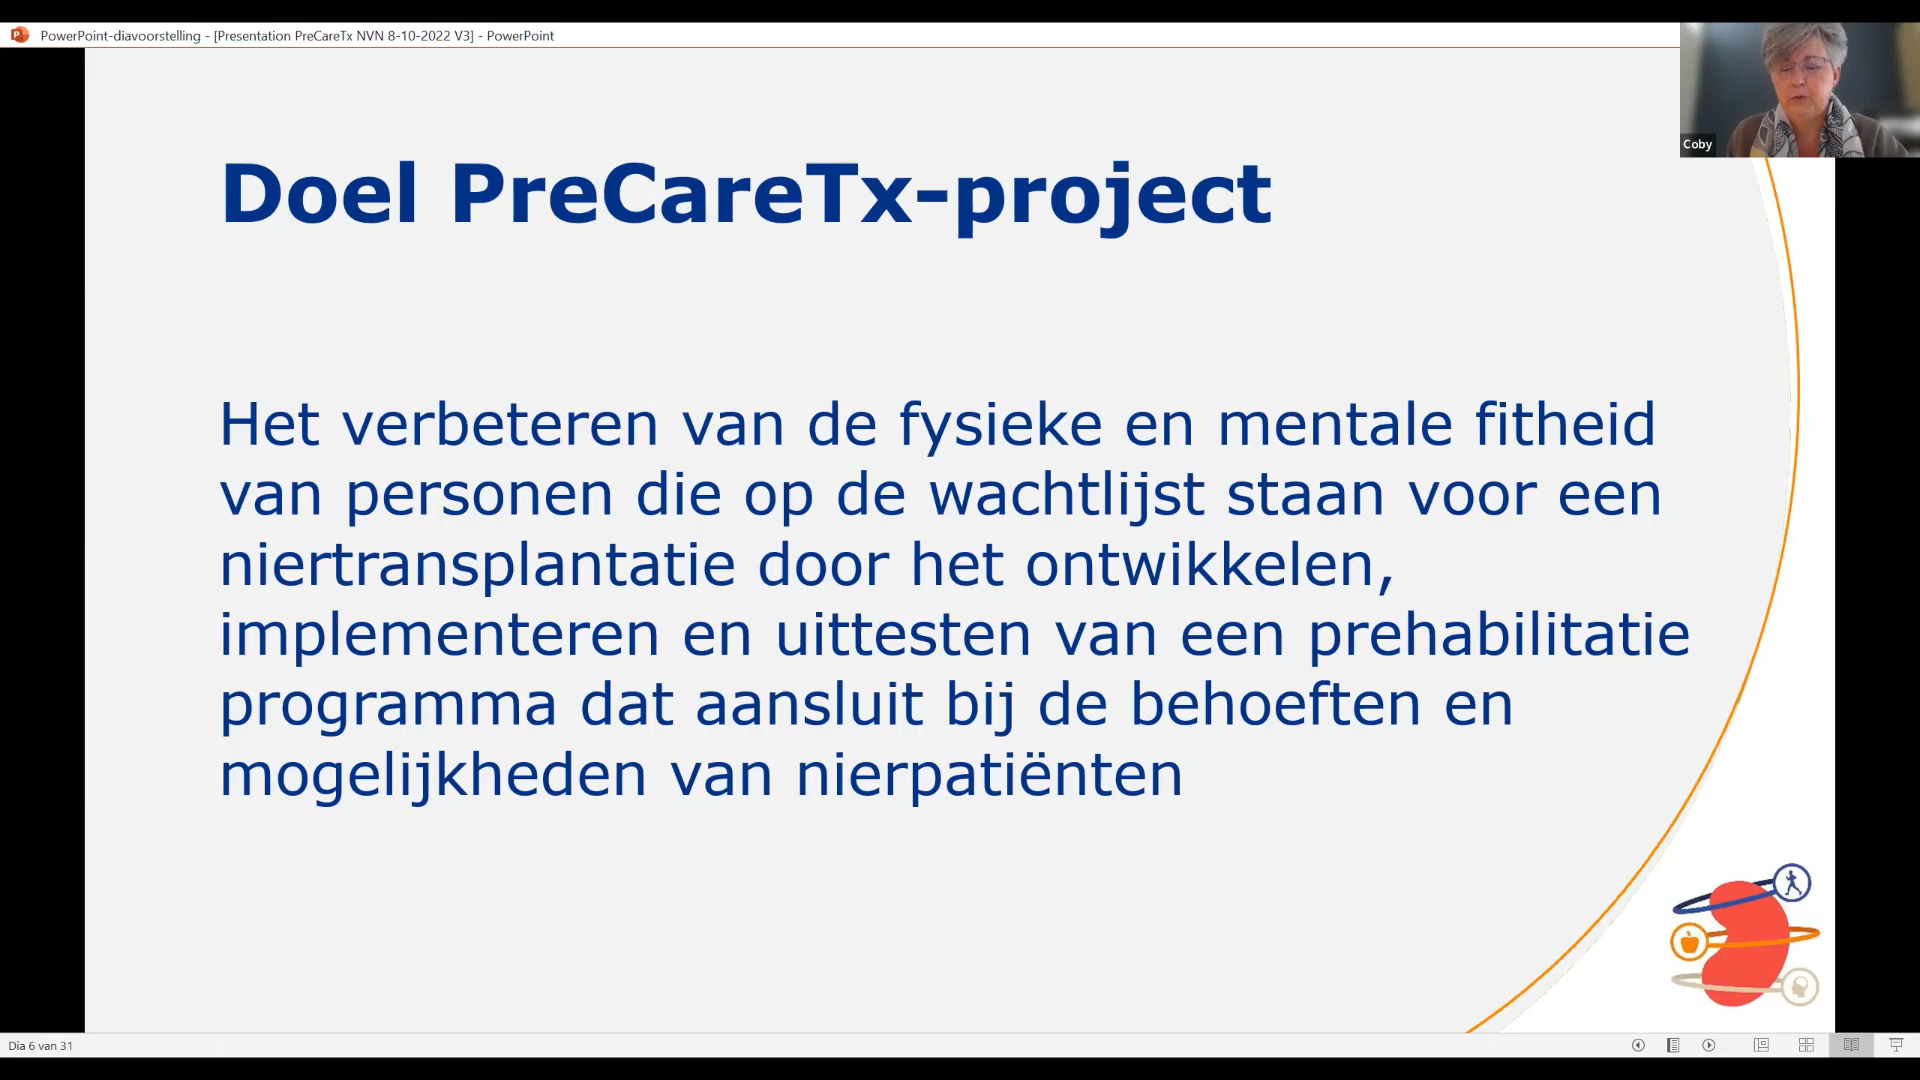 PowerPoint-diavoorstelling - [Presentation PreCareTx NVN 8-10-2022 V3] - PowerPoint
Coby
Doel PreCareTx-project
Het verbeteren van de fysieke en mentale fitheid
van personen die op de wachtlijst staan voor een
niertransplantatie door het ontwikkelen,
implementeren en uittesten van een prehabilitatie
programma dat aansluit bij de behoeften en
mogelijkheden van nierpatiënten
Dia 6 van 31